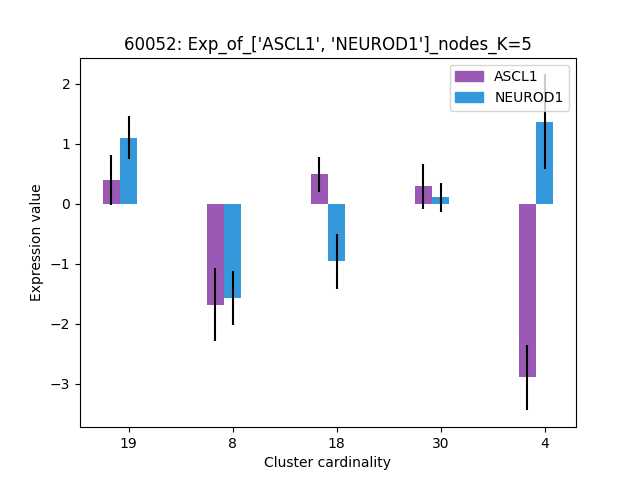 60052: Exp_of_['ASCL1', 'NEUROD1']_nodes_K=5
ASCL1
NEUROD1
2
1
0
−1
−2
−3
Expression value
19 8 18 30 4
Cluster cardinality